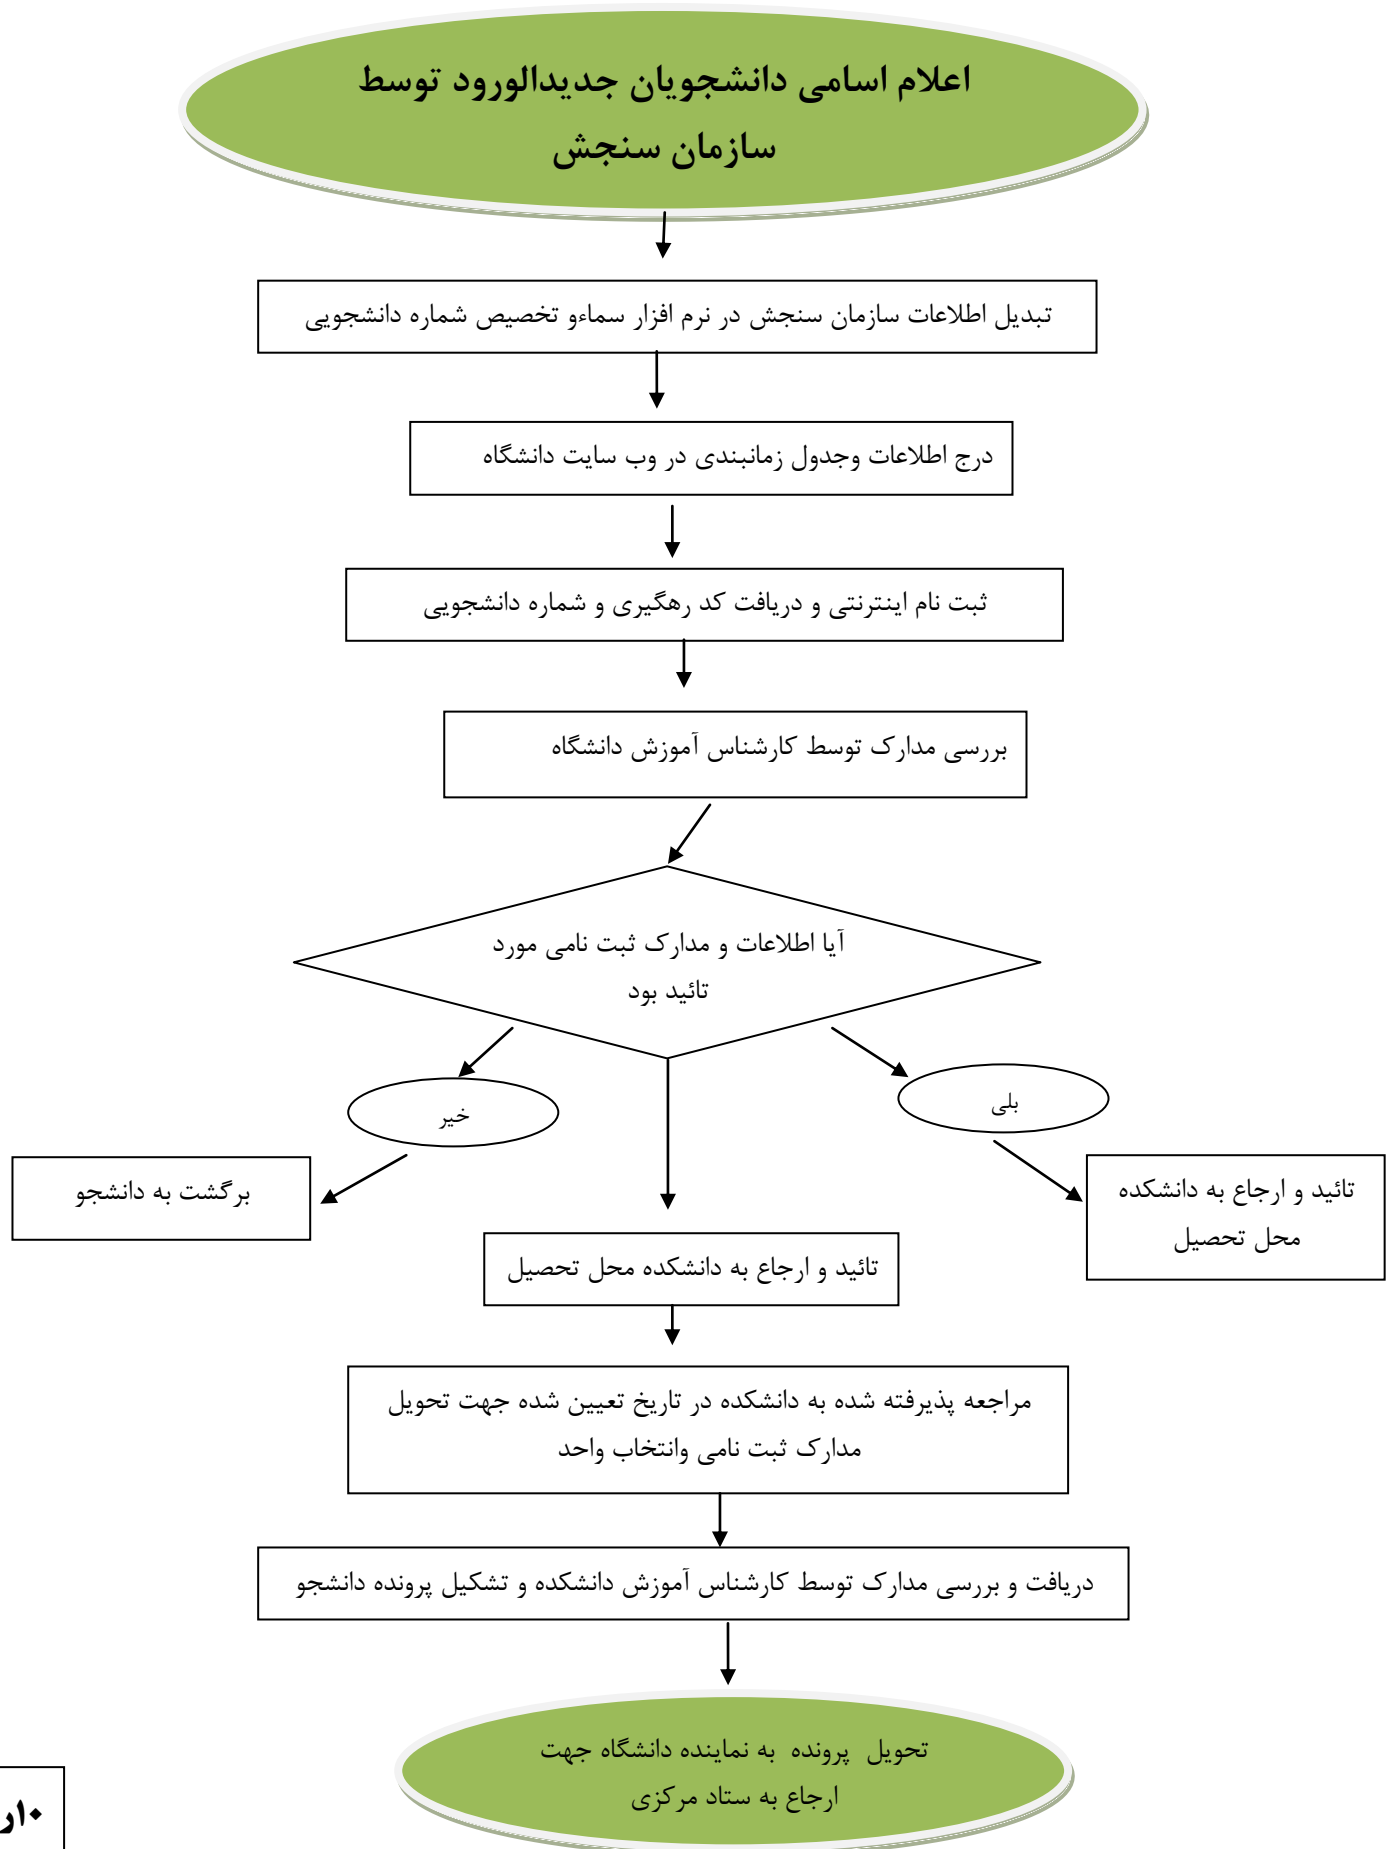 اعلام اسامی دانشجویان جدیدالورود توسط
سازمان سنجش
تبدیل اطلاعات سازمان سنجش در نرم افزار سماءو تخصیص شماره دانشجویی
درج اطلاعات وجدول زمانبندی در وب سایت دانشگاه
ثبت نام اینترنتی و دریافت کد رهگیری و شماره دانشجویی
بررسی مدارک توسط کارشناس آموزش دانشگاه
آیا اطلاعات و مدارک ثبت نامی مورد
تائید بود
بلی
خیر
تائید و ارجاع به دانشکده
محل تحصیل
برگشت به دانشجو
تائید و ارجاع به دانشکده محل تحصیل
مراجعه پذیرفته شده به دانشکده در تاریخ تعیین شده جهت تحویل
مدارک ثبت نامی وانتخاب واحد
دریافت و بررسی مدارک توسط کارشناس آموزش دانشکده و تشکیل پرونده دانشجو
تحویل پرونده به نماینده دانشگاه جهت
ارجاع به ستاد مرکزی